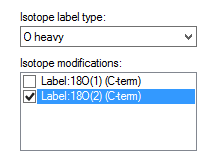 Isotope label type:
O heavy
Isotope modifications:
Label:18O(1) (C-term)
Label:18O(2) (C-term)